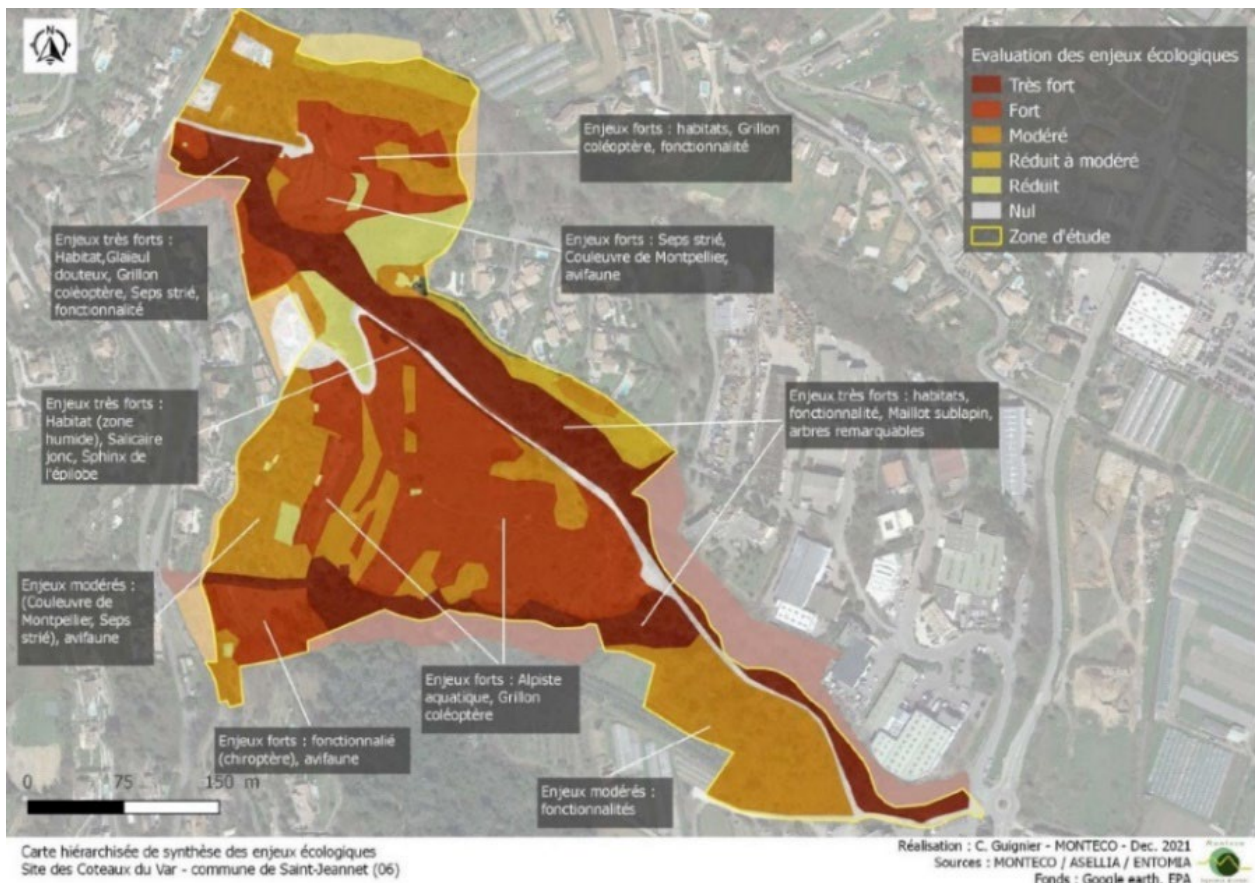 N
Evaluation des enjeux écologiques
Très fort
Fort
Modéré
Réduit à modéré
Réduit
Nul
Zone d'étude
Enjeux forts : habitats, Grillon
coléoptère, fonctionnalité
Enjeux très forts :
Habitat,Glaïeul
douteux, Grillon
coléoptère, Seps strié,
fonctionnalité
Enjeux forts : Seps strié,
Couleuvre de Montpellier,
avifaune
Enjeux très forts :
Habitat (zone
humide), Salicaire
jonc, Sphinx de
l'épilobe
Enjeux très forts : habitats,
fonctionnalité, Maillot sublapin,
arbres remarquables
Enjeux modérés :
(Couleuvre de
Montpellier, Seps
strié), avifaune
Enjeux forts : Alpiste
aquatique, Grillon
coléoptère
Enjeux forts : fonctionnalié
(chiroptère), avifaune
Enjeux modérés :
fonctionnalités
0 75 150 m
Carte hiérarchisée de synthèse des enjeux écologiques
Site des Coteaux du Var - commune de Saint-Jeannet (06)
Réalisation : C. Guignier - MONTECO - Dec. 2021
Sources : MONTECO / ASELLIA / ENTOMIA
Fonds : Google earth, EPA
Monteco